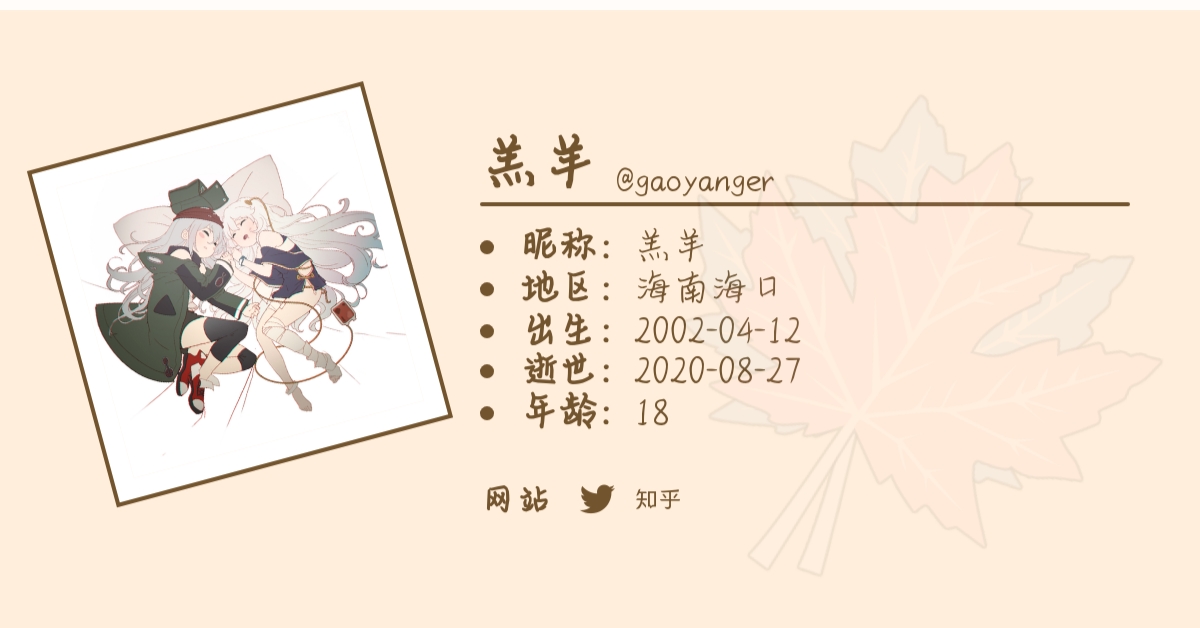 羔羊 @gaoyanger
昵称：羔羊
地区：海南海口
出生：2002-04-12
逝世：2020-08-27
年龄：18
网站 知乎